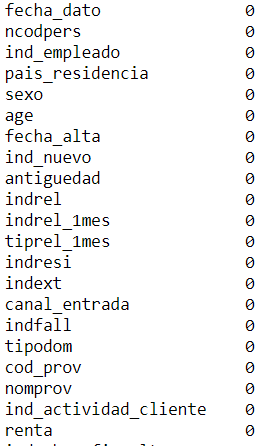 fecha_dato 0
ncodpers 0
ind_empleado 0
pais_residencia 0
sexo 0
age 0
fecha_alta 0
ind_nuevo 0
antiguedad 0
indrel 0
indrel_1mes 0
tiprel_1mes 0
indresi 0
indext 0
canal_entrada 0
indfall 0
tipodom 0
cod_prov 0
nomprov 0
ind_actividad_cliente 0
renta 0